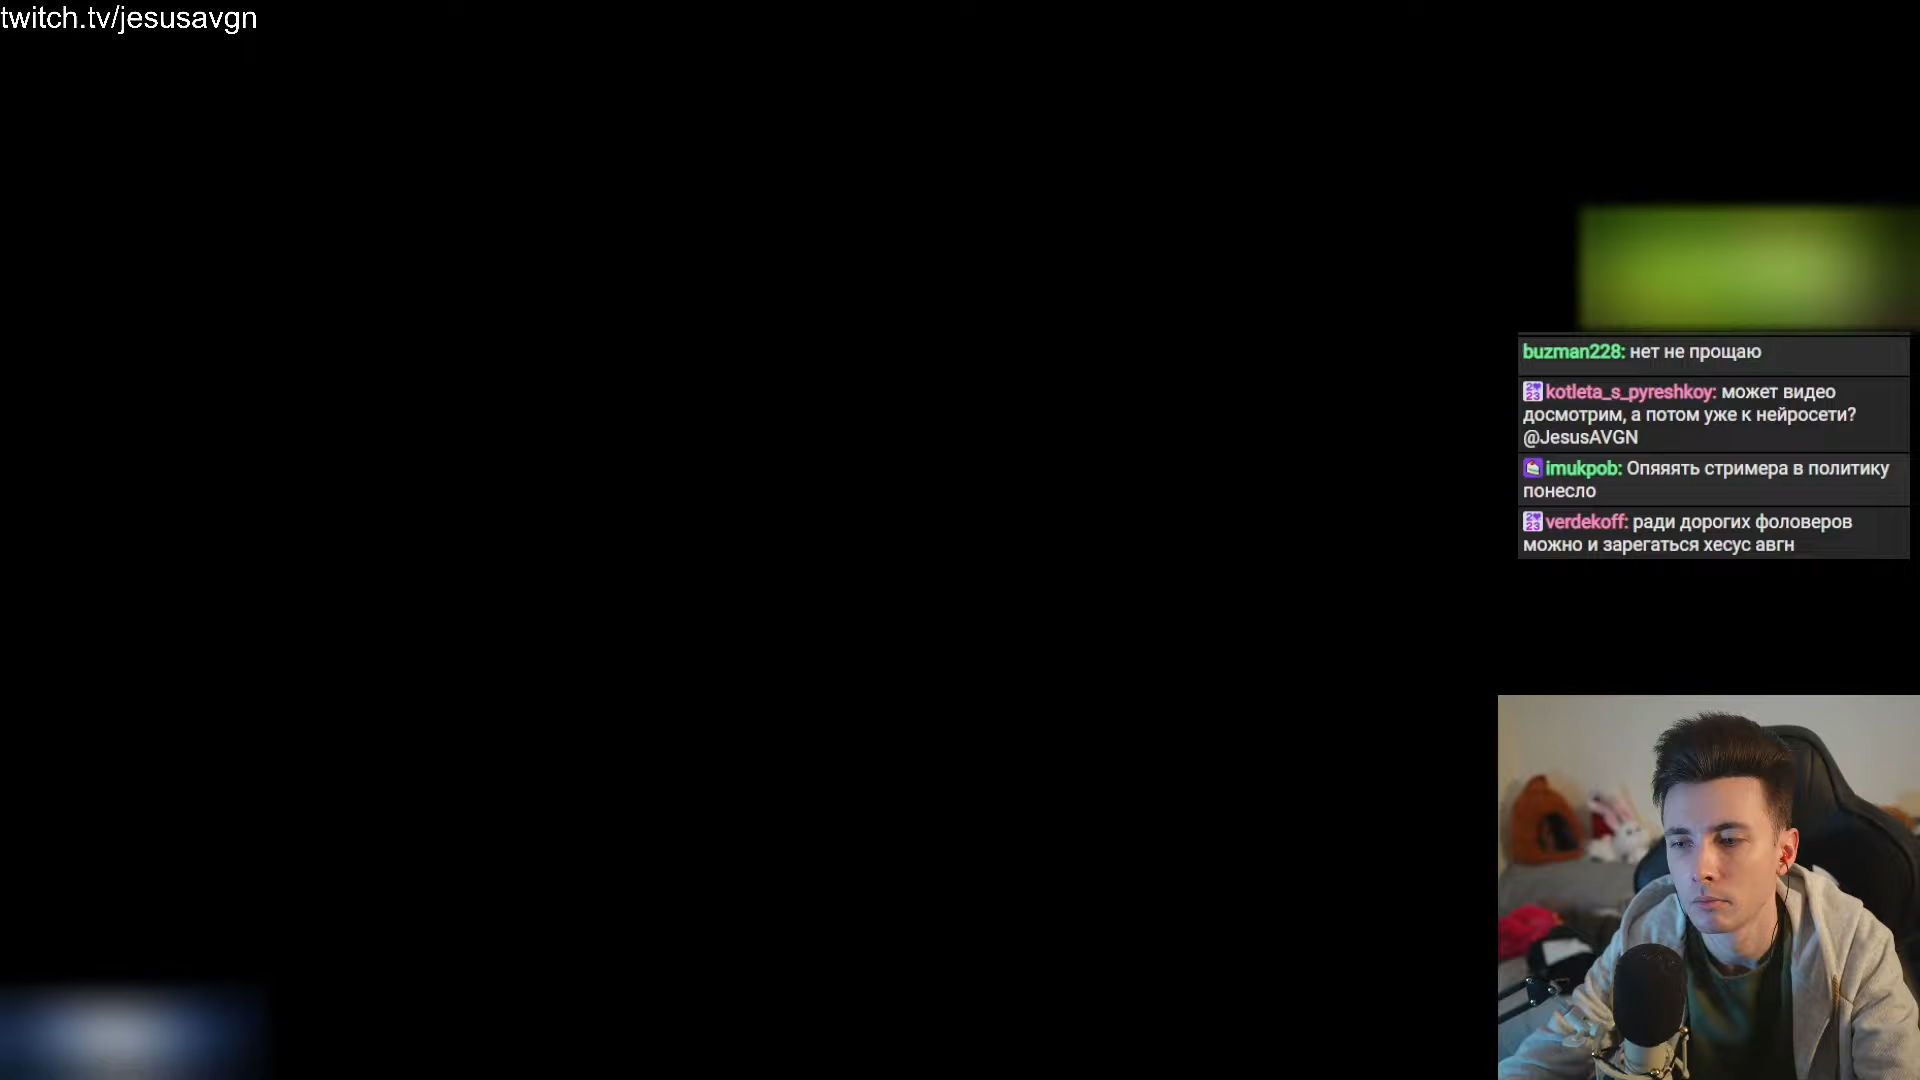 twitch.tv/jesusavgn
buzman228: нет не прощаю
kotleta_s_pyreshkoy: может видео
досмотрим, а потом уже к нейросети?
@JesusAVGN
imukpob: Опяяять стримера в политику
понесло
verdekoff: ради дорогих фоловеров
можно и зарегаться хесус авгн